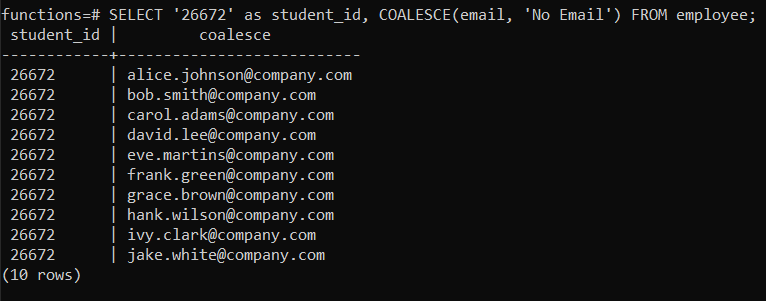 functions=# SELECT '26672' as student_id, COALESCE(email, 'No Email') FROM employee;
 student_id |         coalesce
------------+---------------------------
 26672      | alice.johnson@company.com
 26672      | bob.smith@company.com
 26672      | carol.adams@company.com
 26672      | david.lee@company.com
 26672      | eve.martins@company.com
 26672      | frank.green@company.com
 26672      | grace.brown@company.com
 26672      | hank.wilson@company.com
 26672      | ivy.clark@company.com
 26672      | jake.white@company.com
(10 rows)